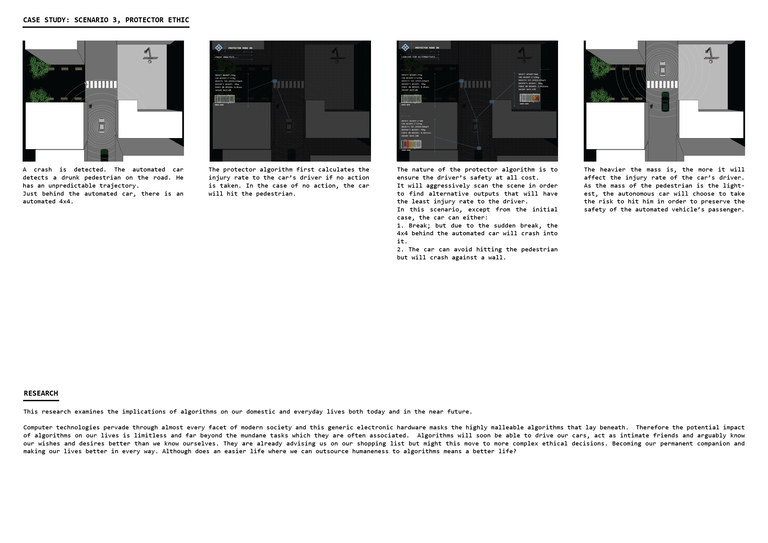 CASE STUDY: SCENARIO 3, PROTECTOR ETHIC
A crash is detected. The automated car
detects a drunk pedestrian on the road. He
has an unpredictable trajectory.
Just behind the automated car, there is an
automated 4x4.
The protector algorithm first calculates the
injury rate to the car's driver if no action
is taken. In the case of no action, the car
will hit the pedestrian.
The nature of the protector algorithm is to
ensure the driver's safety at all cost.
It will aggressively scan the scene in order
to find alternative outputs that will have
the least injury rate to the driver.
In this scenario, except from the initial
case, the car can either:
1. Break; but due to the sudden break, the
4x4 behind the automated car will crash into
it.
2. The car can avoid hitting the pedestrian
but will crash against a wall.
The heavier the mass is, the more it will
affect the injury rate of the car's driver.
As the mass of the pedestrian is the light-
est, the autonomous car will choose to take
the risk to hit him in order to preserve the
safety of the automated vehicle's passenger.
RESEARCH
This research examines the implications of algorithms on our domestic and everyday lives both today and in the near future.
Computer technologies pervade through almost every facet of modern society and this generic electronic hardware masks the highly malleable algorithms that lay beneath. Therefore the potential impact
of algorithms on our lives is limitless and far beyond the mundane tasks which they are often associated. Algorithms will soon be able to drive our cars, act as intimate friends and arguably know
our wishes and desires better than we know ourselves. They are already advising us on our shopping list but might this move to more complex ethical decisions. Becoming our permanent companion and
making our lives better in every way. Although does an easier life where we can outsource humaneness to algorithms means a better life?